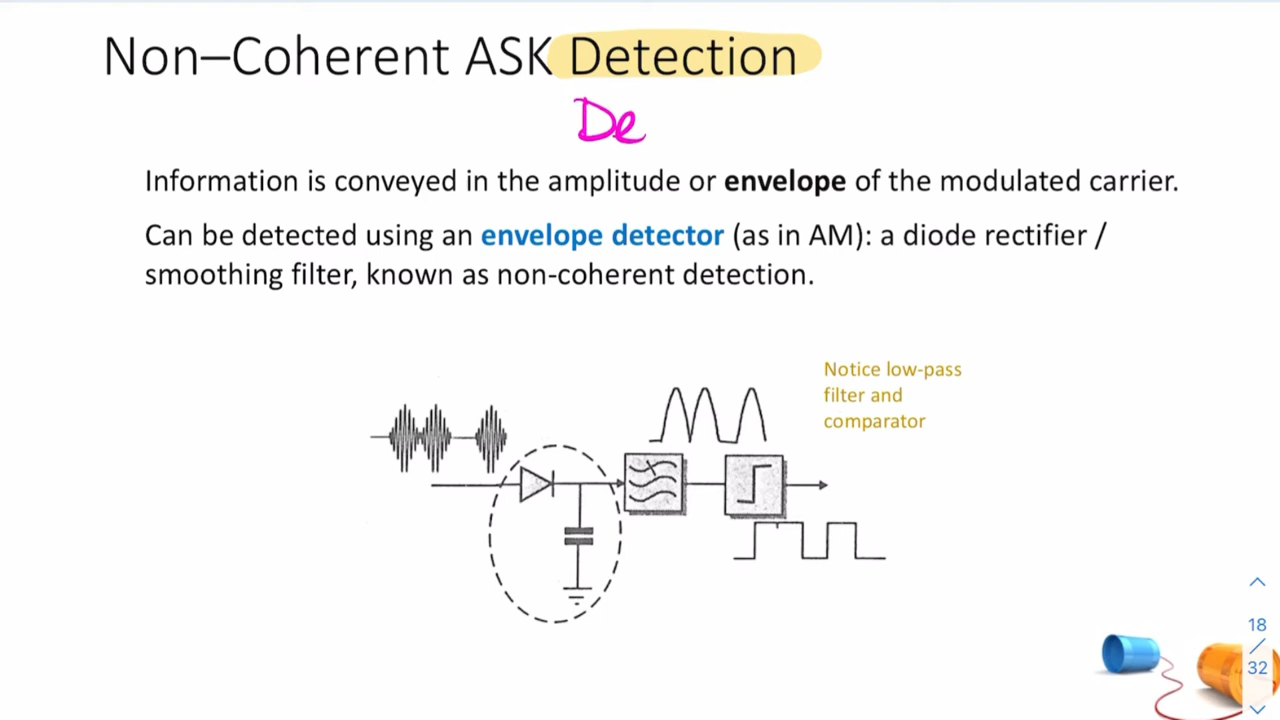 Non–Coherent ASK Detection
De
Information is conveyed in the amplitude or envelope of the modulated carrier.
Can be detected using an envelope detector (as in AM): a diode rectifier /
smoothing filter, known as non-coherent detection.
Notice low-pass
filter and
comparator
18
/
32